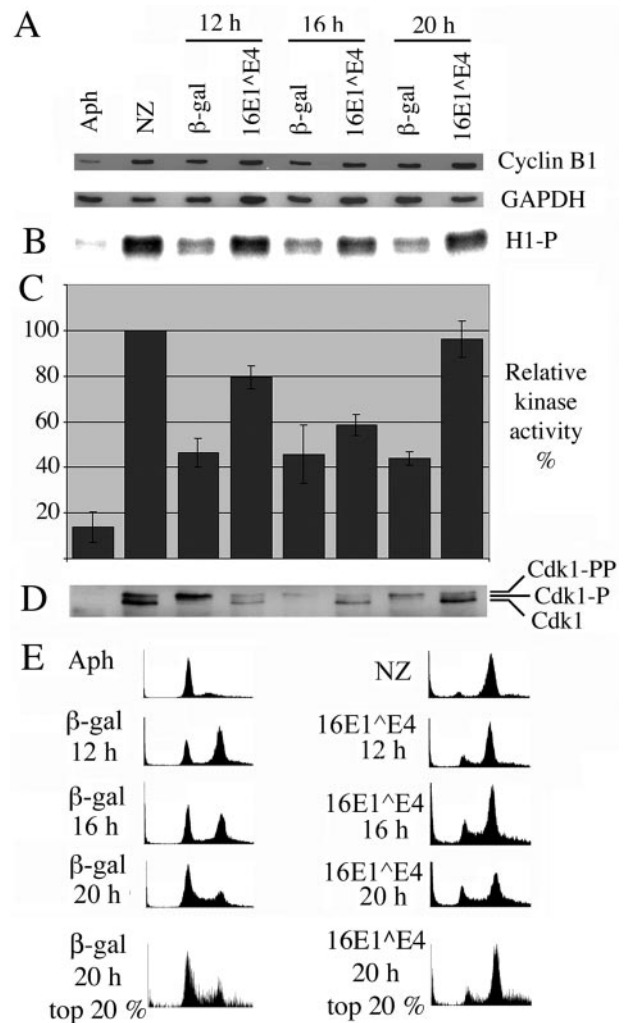 A
12 h 16 h 20 h
Aph NZ β-gal 16E1^E4 β-gal 16E1^E4 β-gal 16E1^E4
Cyclin B1
GAPDH
B H1-P
C
100
80
60
40
20
Relative
kinase
activity
%
D
Cdk1-PP
Cdk1-P
Cdk1
E
Aph
NZ
β-gal
12 h
16E1^E4
12 h
β-gal
16 h
16E1^E4
16 h
β-gal
20 h
16E1^E4
20 h
β-gal
20 h
top 20 %
16E1^E4
20 h
top 20 %